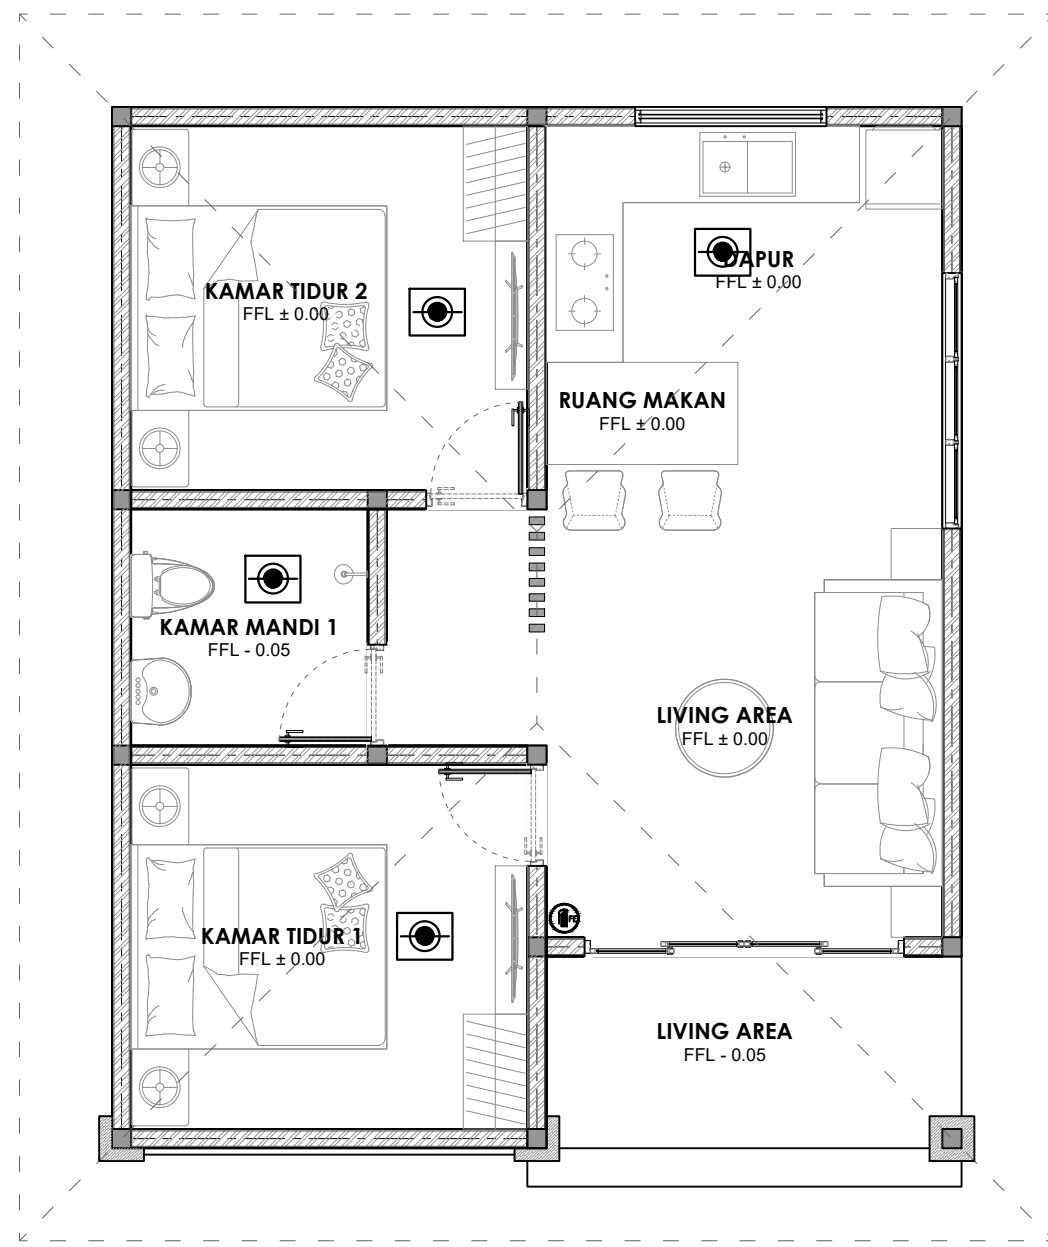 KAMAR TIDUR 2
FFL ± 0.00
DAPUR
FFL ± 0.00
RUANG MAKAN
FFL ± 0.00
KAMAR MANDI 1
FFL - 0.05
LIVING AREA
FFL ± 0.00
KAMAR TIDUR 1
FFL ± 0.00
FE
LIVING AREA
FFL - 0.05